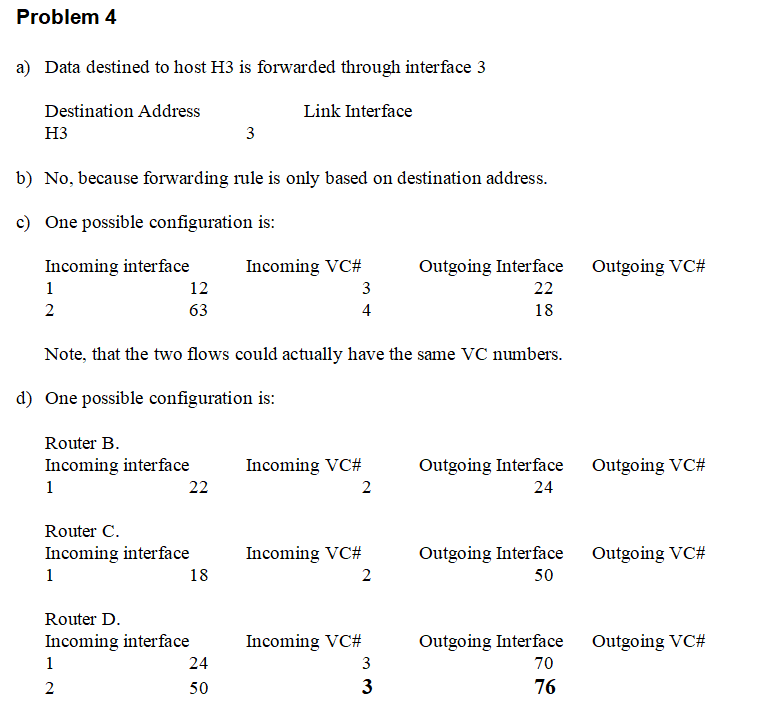 Problem 4
a) Data destined to host H3 is forwarded through interface 3
Destination Address Link Interface
H3 3
b) No, because forwarding rule is only based on destination address.
c) One possible configuration is:
Incoming interface Incoming VC# Outgoing Interface Outgoing VC#
1 12 3 22
2 63 4 18
Note, that the two flows could actually have the same VC numbers.
d) One possible configuration is:
Router B.
Incoming interface Incoming VC# Outgoing Interface Outgoing VC#
1 22 2 24
Router C.
Incoming interface Incoming VC# Outgoing Interface Outgoing VC#
1 18 2 50
Router D.
Incoming interface Incoming VC# Outgoing Interface Outgoing VC#
1 24 3 70
2 50 3 76